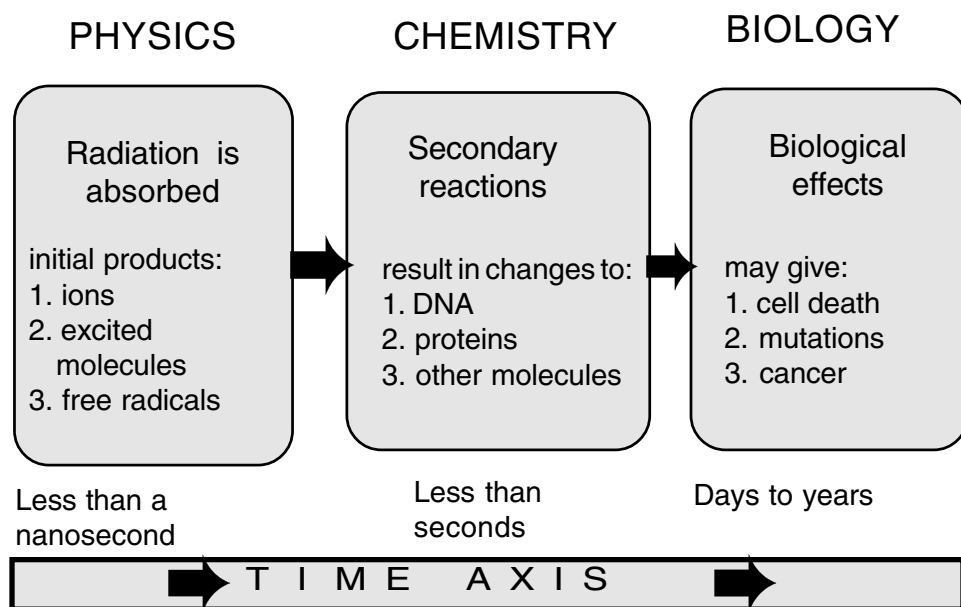 PHYSICS
CHEMISTRY
BIOLOGY
Radiation is
absorbed
initial products:
1. ions
2. excited
molecules
3. free radicals
Secondary
reactions
result in changes to:
1. DNA
2. proteins
3. other molecules
Biological
effects
may give:
1. cell death
2. mutations
3. cancer
Less than a
nanosecond
Less than
seconds
Days to years
TIME AXIS